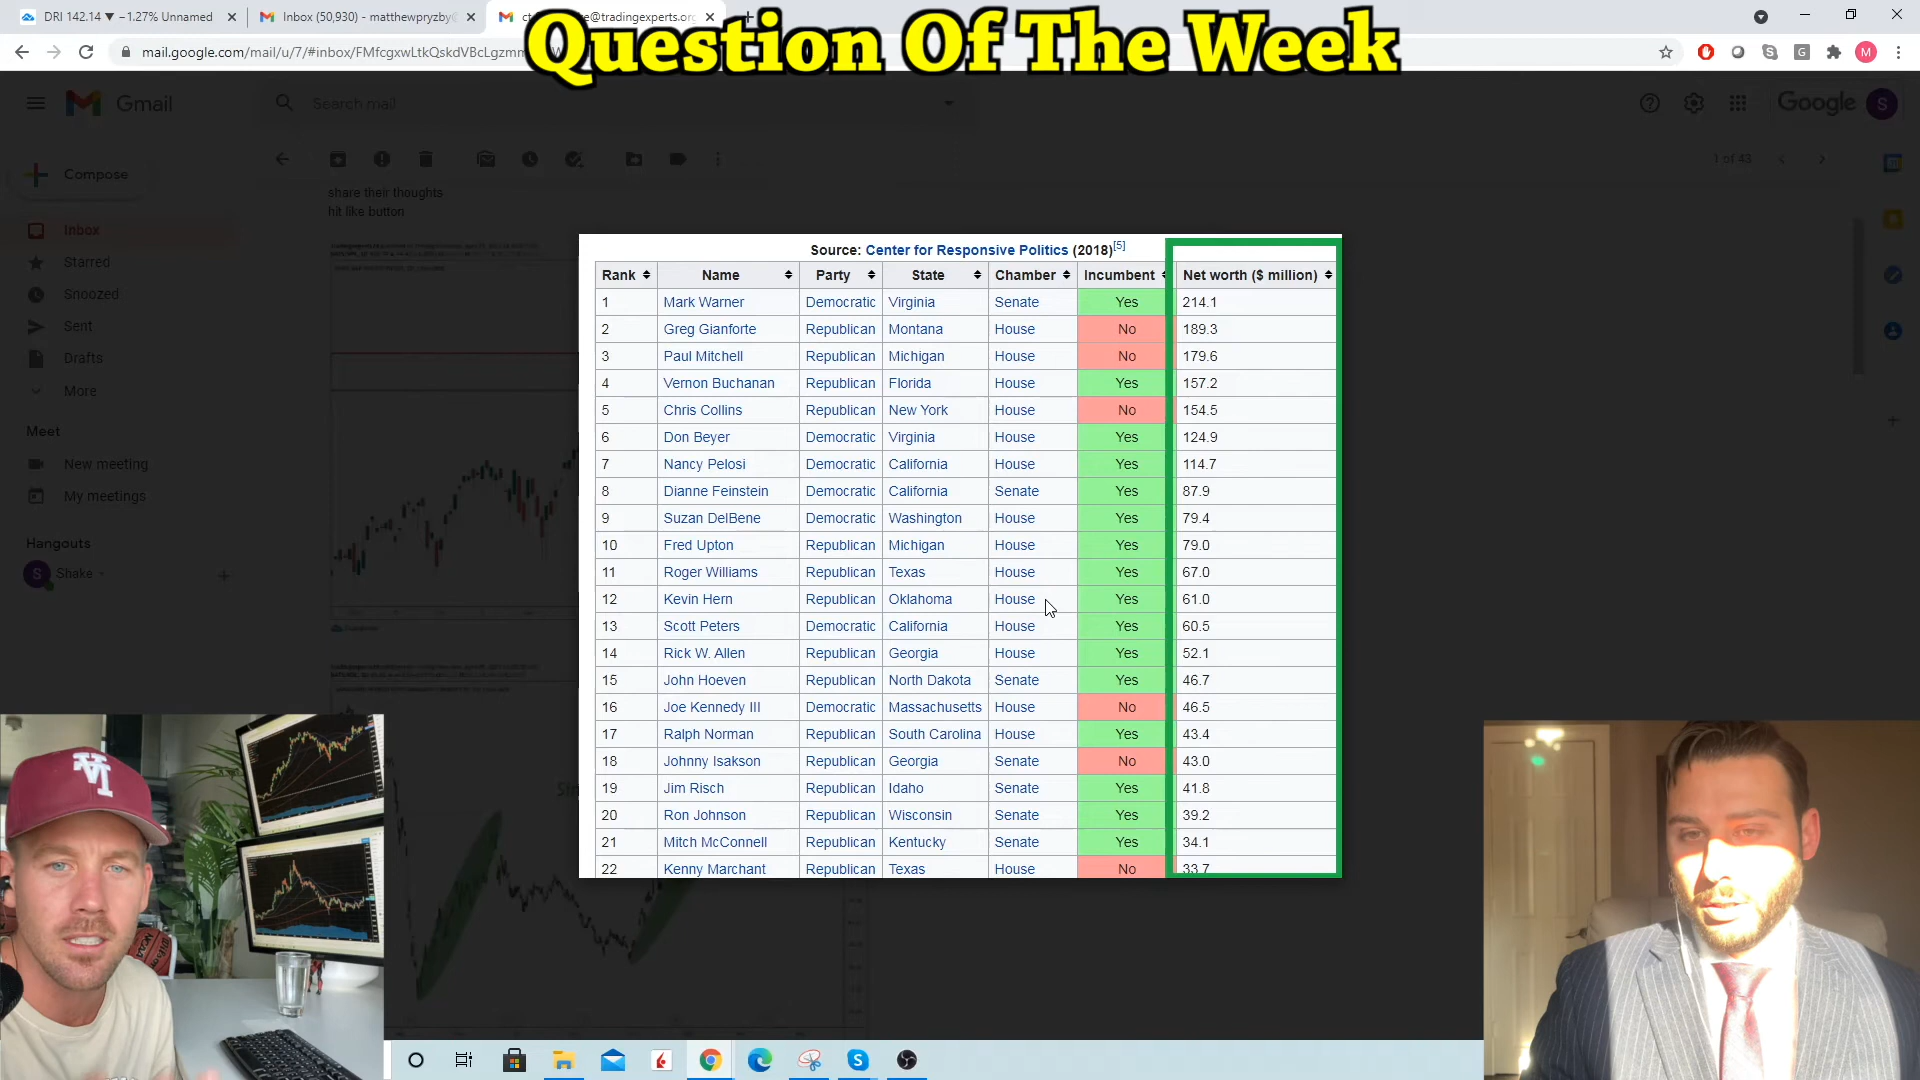 DRI 142.14 ▼ −1.27% Unnamed
Inbox (50,930) - matthewpryzby@
@tradingexperts.org
Question Of The Week
mail.google.com/mail/u/7/#inbox/FMfcgxwLtkQskdVBcLgzm
Gmail
Search mail
Google
S
1 of 43
Compose
share their thoughts
hit like button
Inbox
Starred
Snoozed
Sent
Drafts
More
Meet
New meeting
My meetings
Hangouts
S Shake
Source: Center for Responsive Politics (2018)[5]
Rank Name Party State Chamber Incumbent Net worth ($ million)
1 Mark Warner Democratic Virginia Senate Yes 214.1
2 Greg Gianforte Republican Montana House No 189.3
3 Paul Mitchell Republican Michigan House No 179.6
4 Vernon Buchanan Republican Florida House Yes 157.2
5 Chris Collins Republican New York House No 154.5
6 Don Beyer Democratic Virginia House Yes 124.9
7 Nancy Pelosi Democratic California House Yes 114.7
8 Dianne Feinstein Democratic California Senate Yes 87.9
9 Suzan DelBene Democratic Washington House Yes 79.4
10 Fred Upton Republican Michigan House Yes 79.0
11 Roger Williams Republican Texas House Yes 67.0
12 Kevin Hern Republican Oklahoma House Yes 61.0
13 Scott Peters Democratic California House Yes 60.5
14 Rick W. Allen Republican Georgia House Yes 52.1
15 John Hoeven Republican North Dakota Senate Yes 46.7
16 Joe Kennedy III Democratic Massachusetts House No 46.5
17 Ralph Norman Republican South Carolina House Yes 43.4
18 Johnny Isakson Republican Georgia Senate No 43.0
19 Jim Risch Republican Idaho Senate Yes 41.8
20 Ron Johnson Republican Wisconsin Senate Yes 39.2
21 Mitch McConnell Republican Kentucky Senate Yes 34.1
22 Kenny Marchant Republican Texas House No 33.7